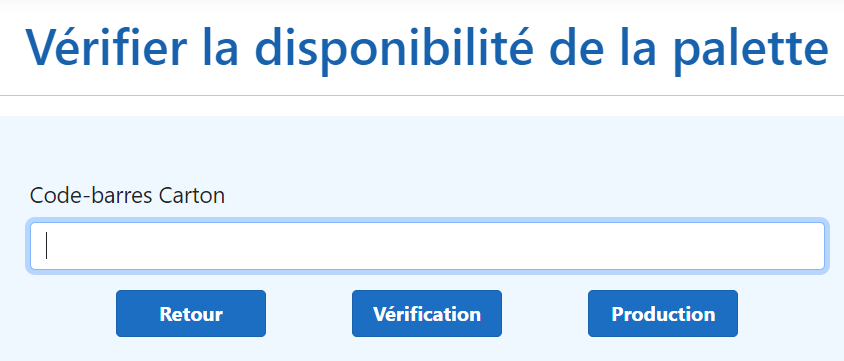 Vérifier la disponibilité de la palette
Code-barres Carton
Retour Vérification Production